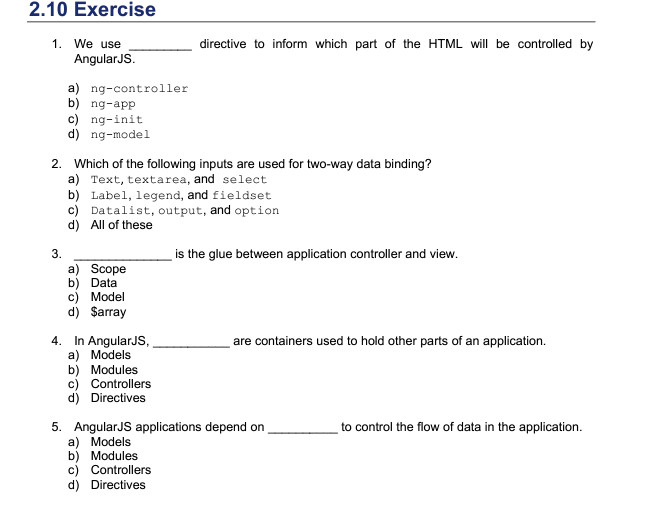 2.10 Exercise
1. We use _________ directive to inform which part of the HTML will be controlled by
AngularJS.
a) ng-controller
b) ng-app
c) ng-init
d) ng-model
2. Which of the following inputs are used for two-way data binding?
a) Text, textarea, and select
b) Label, legend, and fieldset
c) Datalist, output, and option
d) All of these
3. ______________ is the glue between application controller and view.
a) Scope
b) Data
c) Model
d) $array
4. In AngularJS, ___________ are containers used to hold other parts of an application.
a) Models
b) Modules
c) Controllers
d) Directives
5. AngularJS applications depend on __________ to control the flow of data in the application.
a) Models
b) Modules
c) Controllers
d) Directives